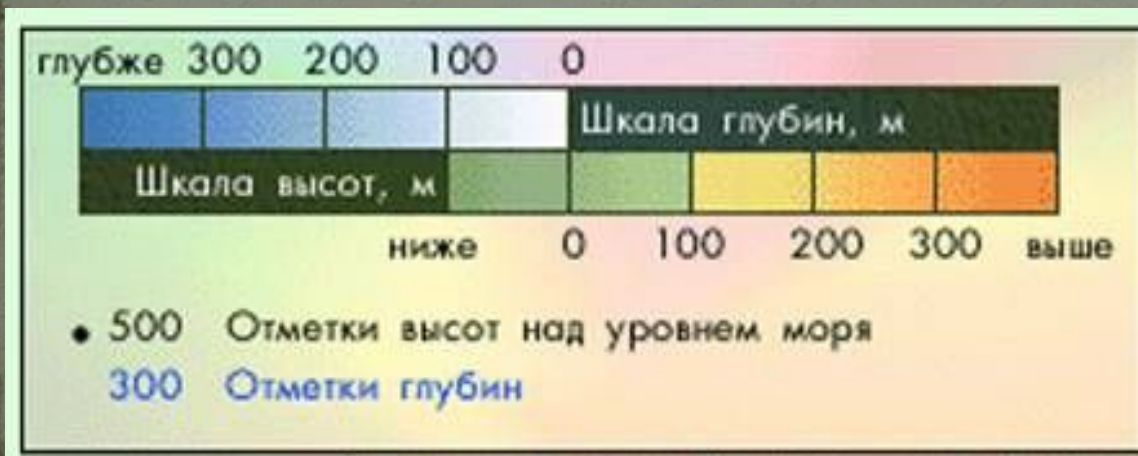 глубже 300 200 100 0
Шкала глубин, м
Шкала высот, м
ниже 0 100 200 300 выше
• 500 Отметки высот над уровнем моря
300 Отметки глубин